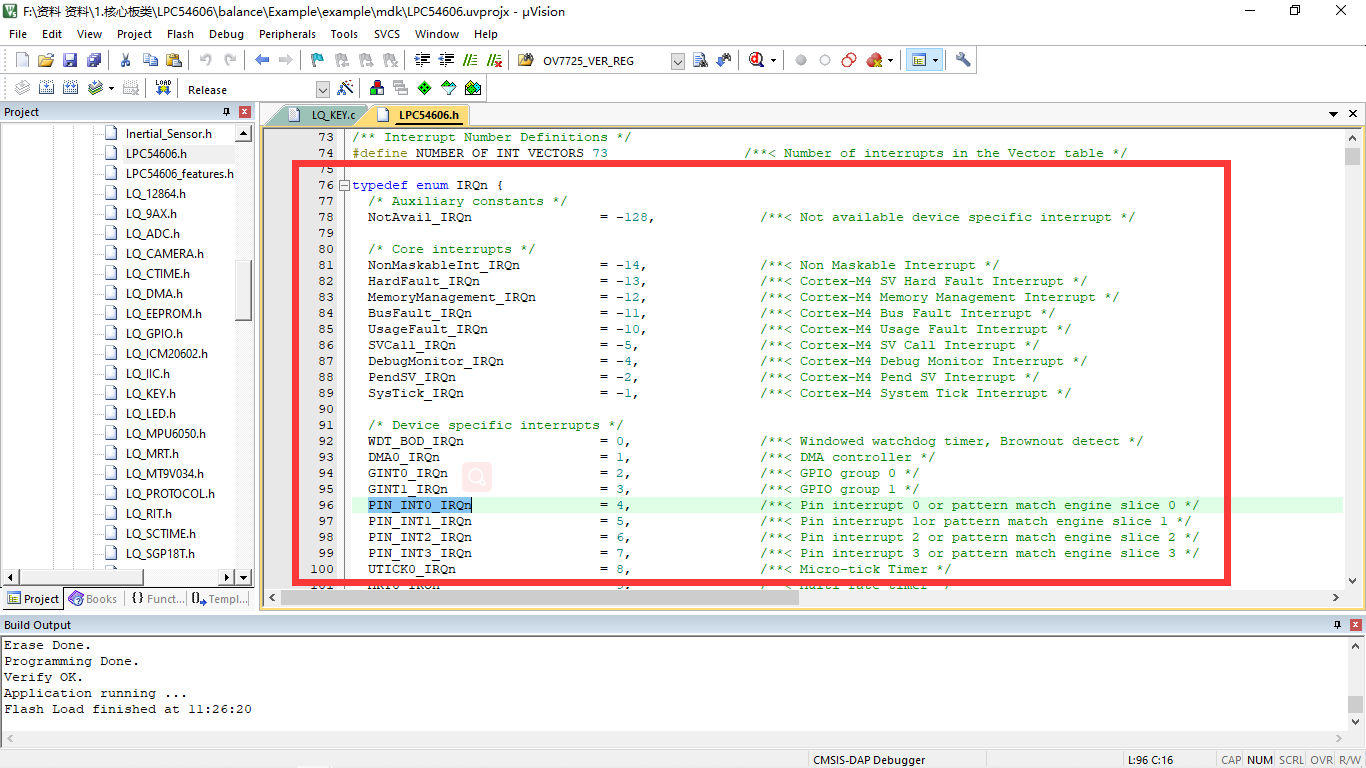 F:\资料 资料\1.核心板类\LPC54606\balance\Example\example\mdk\LPC54606.uvprojx - µVision
File Edit View Project Flash Debug Peripherals Tools SVCS Window Help
OV7725_VER_REG
LOAD Release
Project
LQ_KEY.c LPC54606.h
Inertial_Sensor.h
LPC54606.h
LPC54606_features.h
LQ_12864.h
LQ_9AX.h
LQ_ADC.h
LQ_CAMERA.h
LQ_CTIME.h
LQ_DMA.h
LQ_EEPROM.h
LQ_GPIO.h
LQ_ICM20602.h
LQ_IIC.h
LQ_KEY.h
LQ_LED.h
LQ_MPU6050.h
LQ_MRT.h
LQ_MT9V034.h
LQ_PROTOCOL.h
LQ_RIT.h
LQ_SCTIME.h
LQ_SGP18T.h
Project Books {} Funct... Templ...
73 /** Interrupt Number Definitions */
74 #define NUMBER_OF_INT_VECTORS 73 /**< Number of interrupts in the Vector table */
75
76 typedef enum IRQn {
77 /* Auxiliary constants */
78 NotAvail_IRQn = -128, /**< Not available device specific interrupt */
79
80 /* Core interrupts */
81 NonMaskableInt_IRQn = -14, /**< Non Maskable Interrupt */
82 HardFault_IRQn = -13, /**< Cortex-M4 SV Hard Fault Interrupt */
83 MemoryManagement_IRQn = -12, /**< Cortex-M4 Memory Management Interrupt */
84 BusFault_IRQn = -11, /**< Cortex-M4 Bus Fault Interrupt */
85 UsageFault_IRQn = -10, /**< Cortex-M4 Usage Fault Interrupt */
86 SVCall_IRQn = -5, /**< Cortex-M4 SV Call Interrupt */
87 DebugMonitor_IRQn = -4, /**< Cortex-M4 Debug Monitor Interrupt */
88 PendSV_IRQn = -2, /**< Cortex-M4 Pend SV Interrupt */
89 SysTick_IRQn = -1, /**< Cortex-M4 System Tick Interrupt */
90
91 /* Device specific interrupts */
92 WDT_BOD_IRQn = 0, /**< Windowed watchdog timer, Brownout detect */
93 DMA0_IRQn = 1, /**< DMA controller */
94 GINT0_IRQn = 2, /**< GPIO group 0 */
95 GINT1_IRQn = 3, /**< GPIO group 1 */
96 PIN_INT0_IRQn = 4, /**< Pin interrupt 0 or pattern match engine slice 0 */
97 PIN_INT1_IRQn = 5, /**< Pin interrupt 1or pattern match engine slice 1 */
98 PIN_INT2_IRQn = 6, /**< Pin interrupt 2 or pattern match engine slice 2 */
99 PIN_INT3_IRQn = 7, /**< Pin interrupt 3 or pattern match engine slice 3 */
100 UTICK0_IRQn = 8, /**< Micro-tick Timer */
Build Output
Erase Done.
Programming Done.
Verify OK.
Application running ...
Flash Load finished at 11:26:20
CMSIS-DAP Debugger L:96 C:16 CAP NUM SCRL OVR R/W